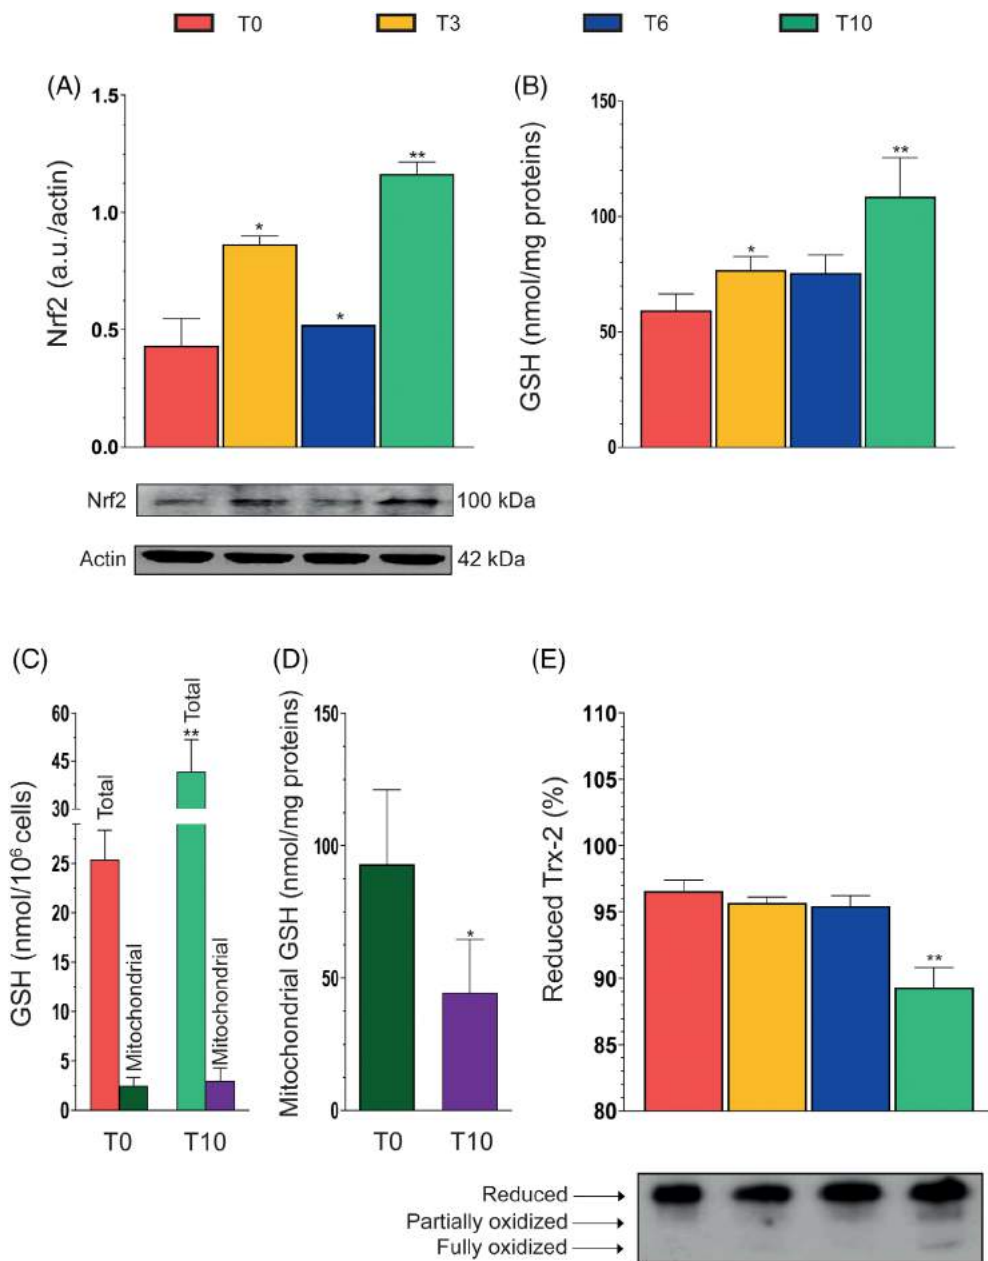 T0 T3 T6 T10
(A)
Nrf2 (a.u./actin)
1.5
1.0
0.5
0.0
*
*
**
Nrf2 100 kDa
Actin 42 kDa
(B)
GSH (nmol/mg proteins)
150
100
50
0
*
**
(C)
GSH (nmol/10⁶ cells)
60
45
30
25
20
15
10
5
0
Total
Mitochondrial
Total
**
Mitochondrial
T0 T10
(D)
Mitochondrial GSH (nmol/mg proteins)
150
100
50
0
*
T0 T10
(E)
Reduced Trx-2 (%)
110
105
100
95
90
85
80
**
Reduced
Partially oxidized
Fully oxidized